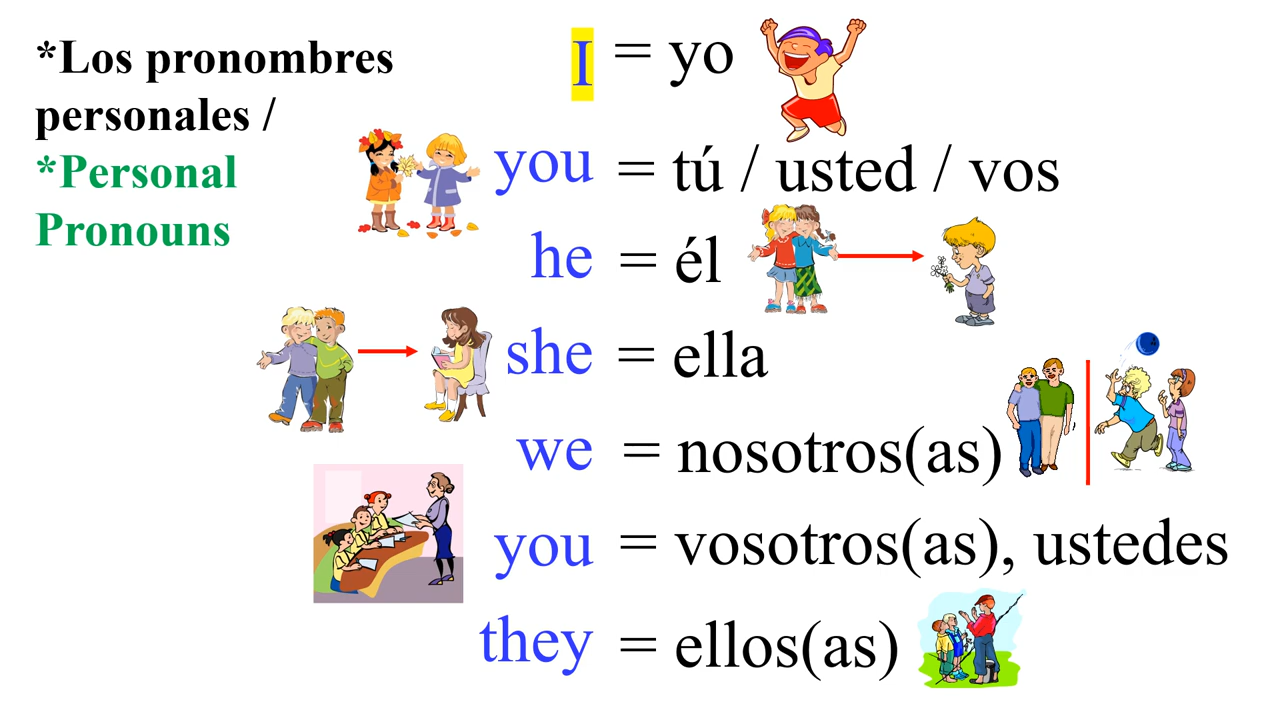 *Los pronombres
personales /
*Personal
Pronouns
I = yo
you = tú / usted / vos
he = él
she = ella
we = nosotros(as)
you = vosotros(as), ustedes
they = ellos(as)